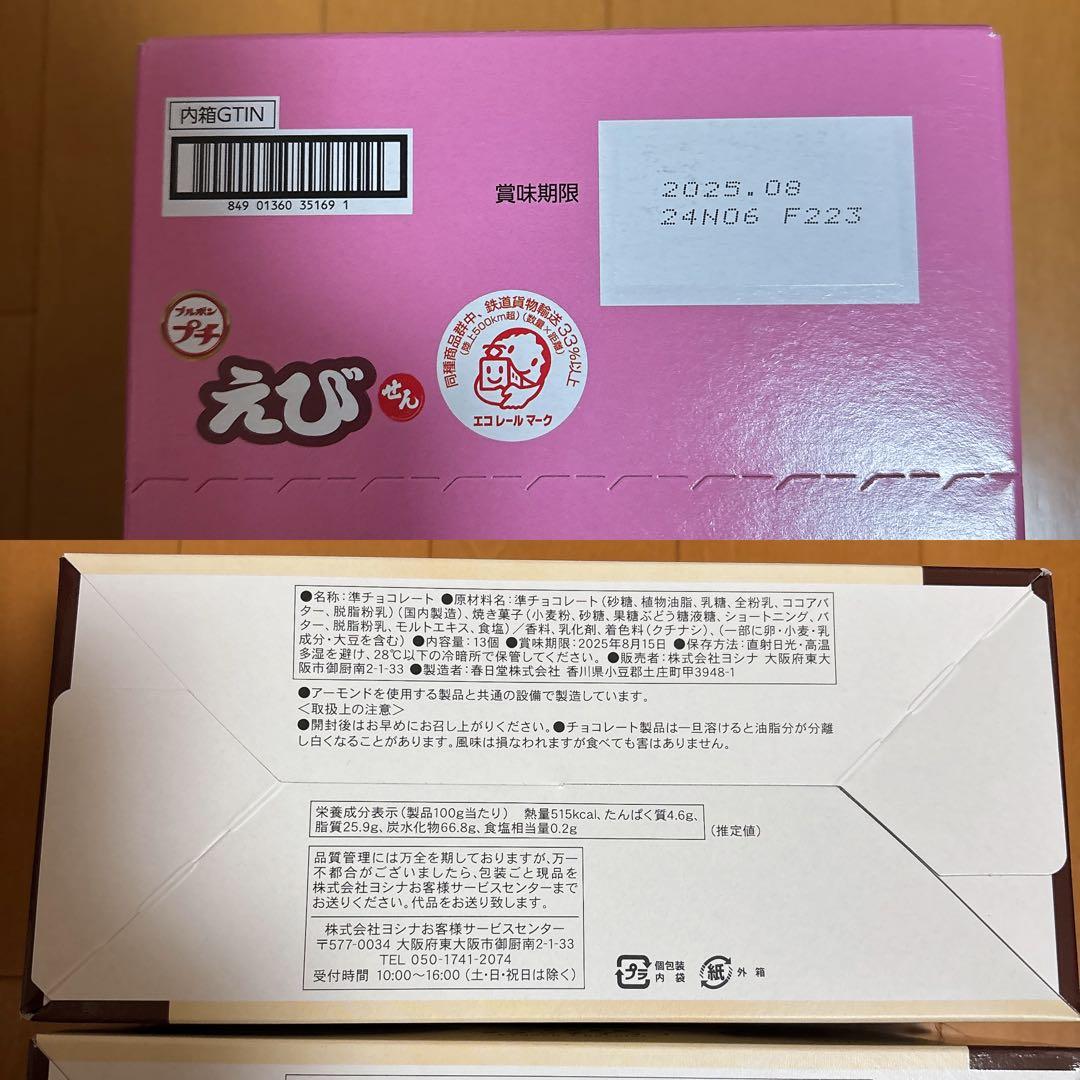 内箱GTIN
849 01360 35169 1
賞味期限
2025.08
24N06 F223
ブルボン
プチ
えび
せん
同種商品群中、鉄道貨物輸送33%以上
(陸上500km超)(数量×距離)
エコレールマーク
●名称:準チョコレート ●原材料名:準チョコレート(砂糖、植物油脂、乳糖、全粉乳、ココアバ
ター、脱脂粉乳)(国内製造)、焼き菓子(小麦粉、砂糖、果糖ぶどう糖液糖、ショートニング、バ
ター、脱脂粉乳、モルトエキス、食塩)/香料、乳化剤、着色料(クチナシ)、(一部に卵・小麦・乳
成分・大豆を含む) ●内容量:13個 ●賞味期限:2025年8月15日 ●保存方法:直射日光・高温
多湿を避け、28℃以下の冷暗所で保管してください。●販売者:株式会社ヨシナ 大阪府東大
阪市御厨南2-1-33 ●製造者:春日堂株式会社 香川県小豆郡土庄町甲3948-1
●アーモンドを使用する製品と共通の設備で製造しています。
<取扱上の注意>
●開封後はお早めにお召し上がりください。●チョコレート製品は一旦溶けると油脂分が分離
し白くなることがあります。風味は損なわれますが食べても害はありません。
栄養成分表示(製品100g当たり) 熱量515kcal、たんぱく質4.6g、
脂質25.9g、炭水化物66.8g、食塩相当量0.2g
(推定値)
品質管理には万全を期しておりますが、万一
不都合がございましたら、包装ごと現品を
株式会社ヨシナお客様サービスセンターまで
お送りください。代品をお送り致します。
株式会社ヨシナお客様サービスセンター
〒577-0034 大阪府東大阪市御厨南2-1-33
TEL 050-1741-2074
受付時間 10:00〜16:00(土・日・祝日は除く)
プラ
個包装
内袋
紙
外箱